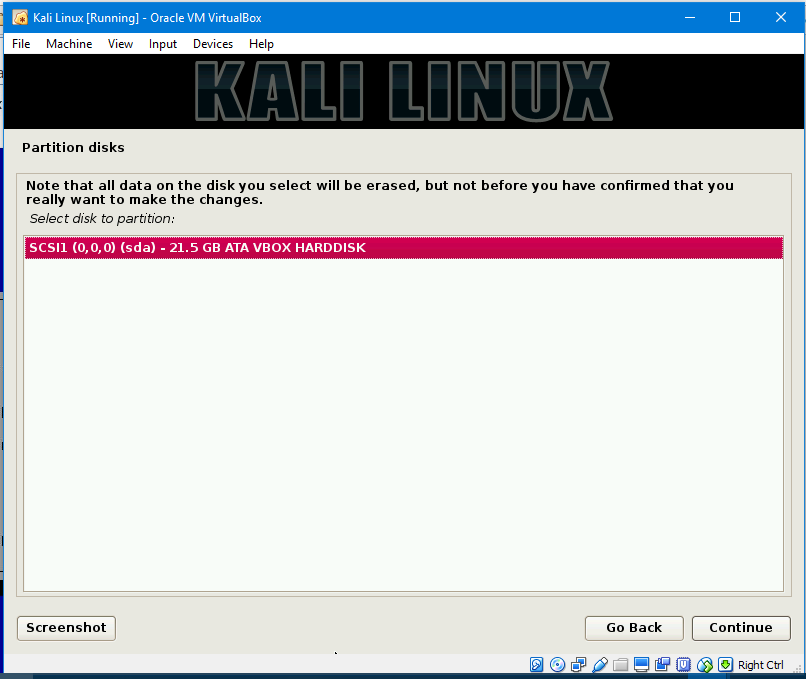 Kali Linux [Running] - Oracle VM VirtualBox
File Machine View Input Devices Help
KALI LINUX
Partition disks
Note that all data on the disk you select will be erased, but not before you have confirmed that you
really want to make the changes.
Select disk to partition:
SCSI1 (0,0,0) (sda) - 21.5 GB ATA VBOX HARDDISK
Screenshot Go Back Continue
Right Ctrl